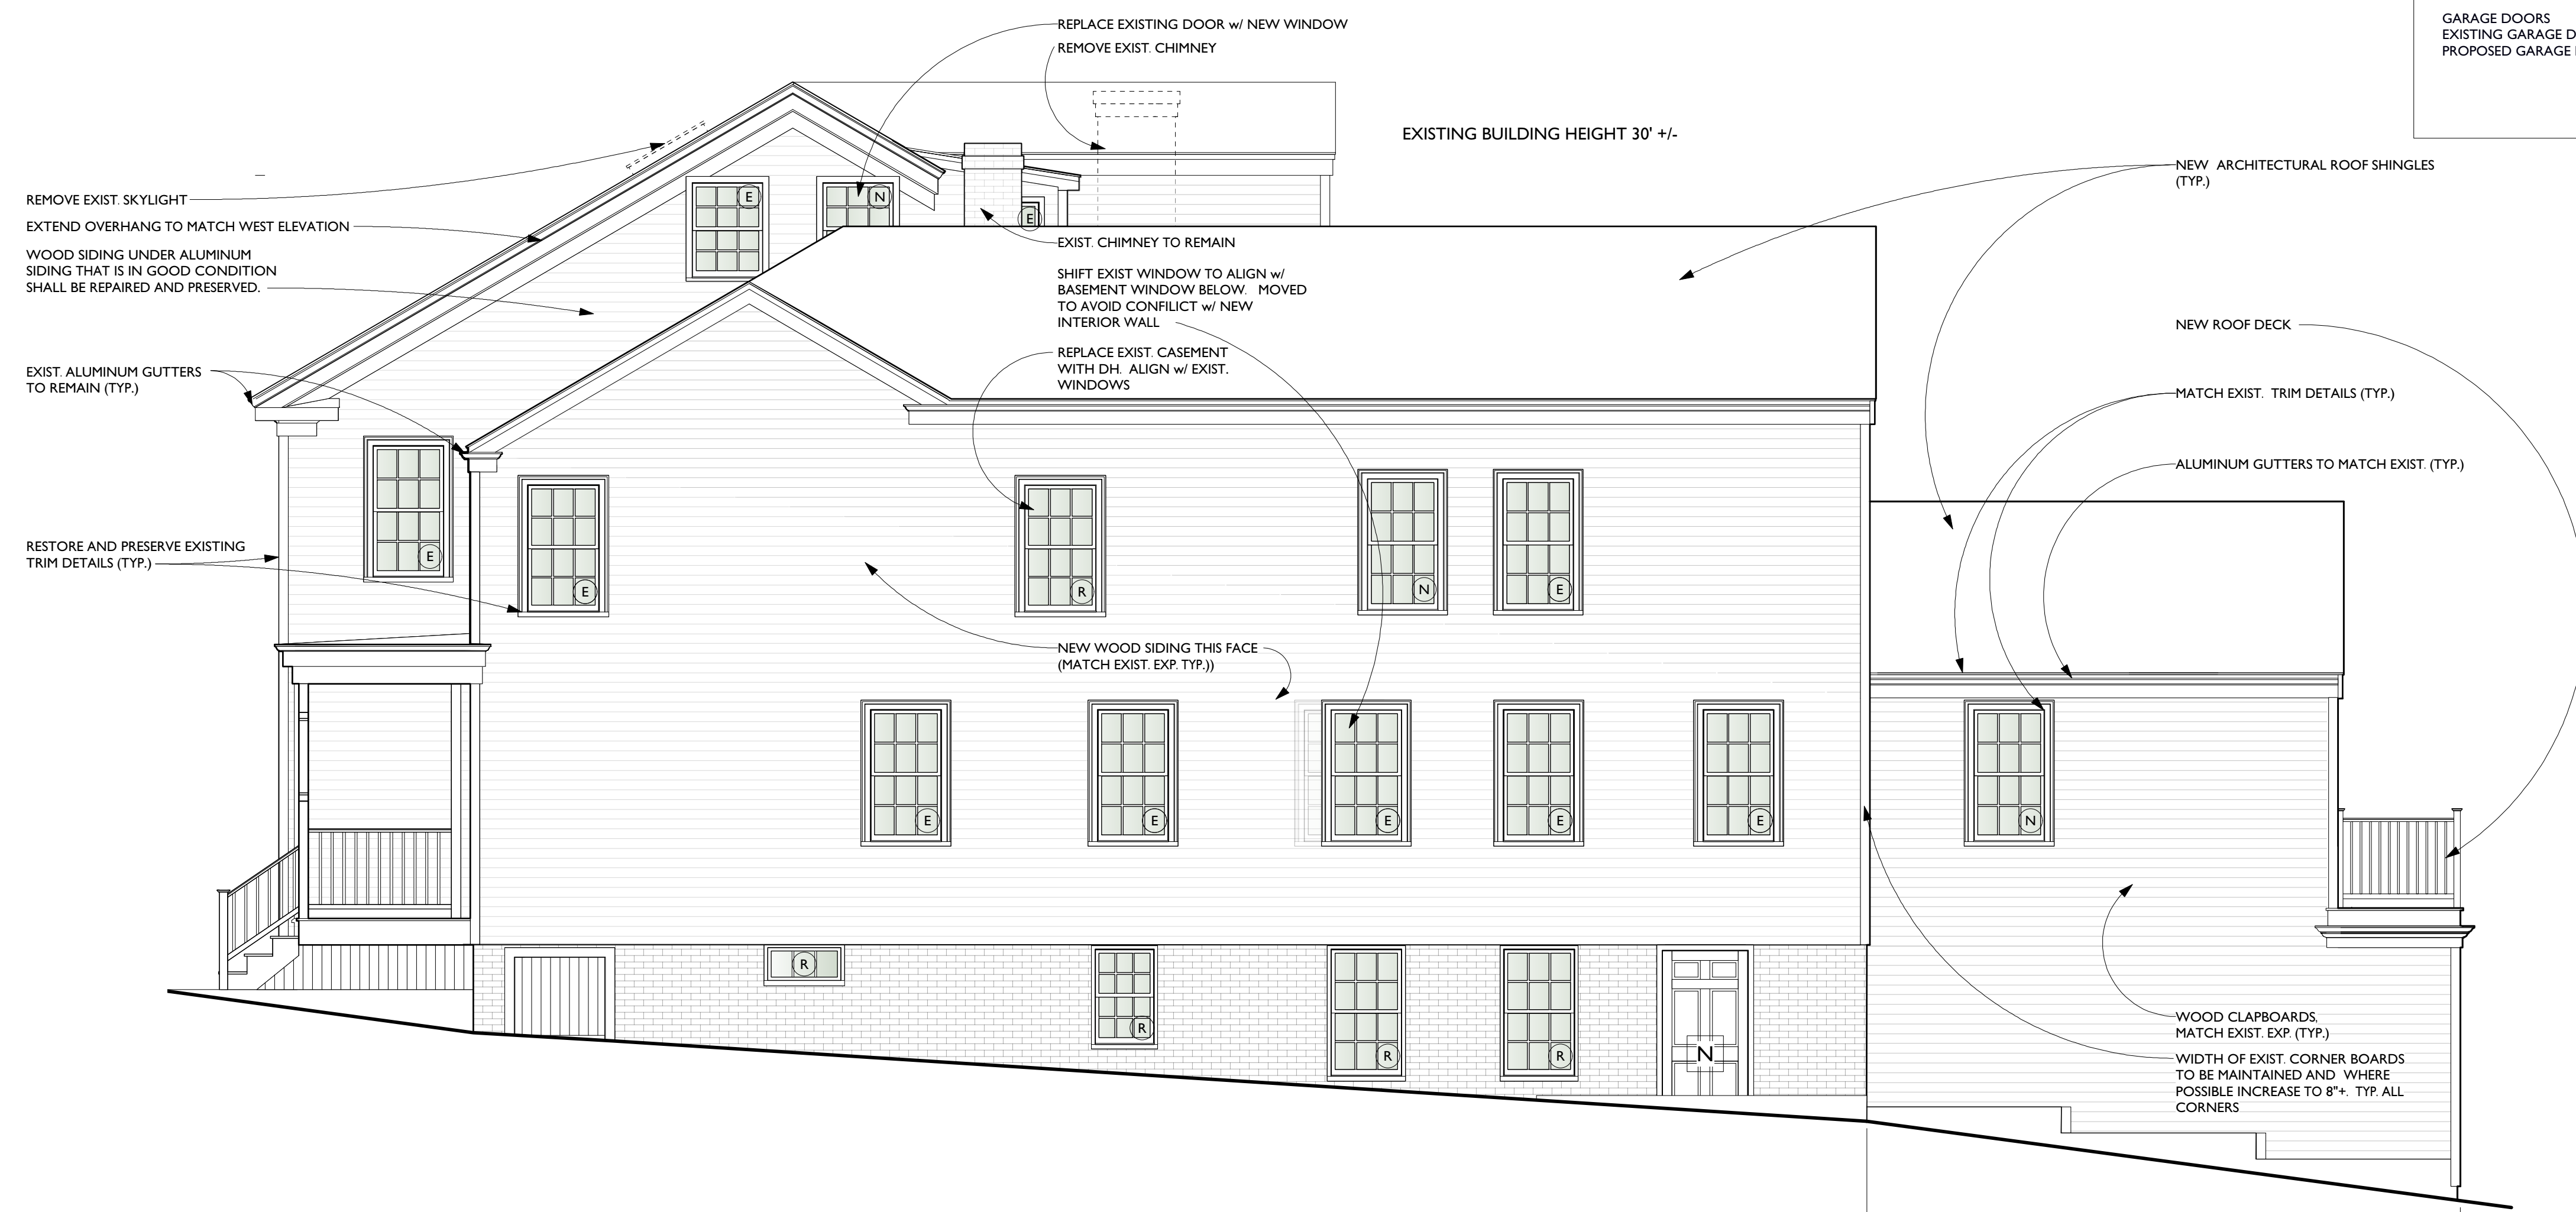 REPLACE EXISTING DOOR w/ NEW WINDOW
REMOVE EXIST. CHIMNEY
GARAGE DOORS
EXISTING GARAGE D
PROPOSED GARAGE
EXISTING BUILDING HEIGHT 30' +/-
REMOVE EXIST. SKYLIGHT
EXTEND OVERHANG TO MATCH WEST ELEVATION
WOOD SIDING UNDER ALUMINUM
SIDING THAT IS IN GOOD CONDITION
SHALL BE REPAIRED AND PRESERVED.
EXIST. ALUMINUM GUTTERS
TO REMAIN (TYP.)
RESTORE AND PRESERVE EXISTING
TRIM DETAILS (TYP.)
E
N
E
EXIST. CHIMNEY TO REMAIN
SHIFT EXIST WINDOW TO ALIGN w/
BASEMENT WINDOW BELOW.  MOVED
TO AVOID CONFILICT w/ NEW
INTERIOR WALL
REPLACE EXIST. CASEMENT
WITH DH.  ALIGN w/ EXIST.
WINDOWS
E
E
R
N
E
NEW WOOD SIDING THIS FACE
(MATCH EXIST. EXP. TYP.))
E
E
E
E
E
N
R
R
R
R
N
NEW  ARCHITECTURAL ROOF SHINGLES
(TYP.)
NEW ROOF DECK
MATCH EXIST.  TRIM DETAILS (TYP.)
ALUMINUM GUTTERS TO MATCH EXIST. (TYP.)
WOOD CLAPBOARDS,
MATCH EXIST. EXP. (TYP.)
WIDTH OF EXIST. CORNER BOARDS
TO BE MAINTAINED AND  WHERE
POSSIBLE INCREASE TO 8"+.  TYP. ALL
CORNERS